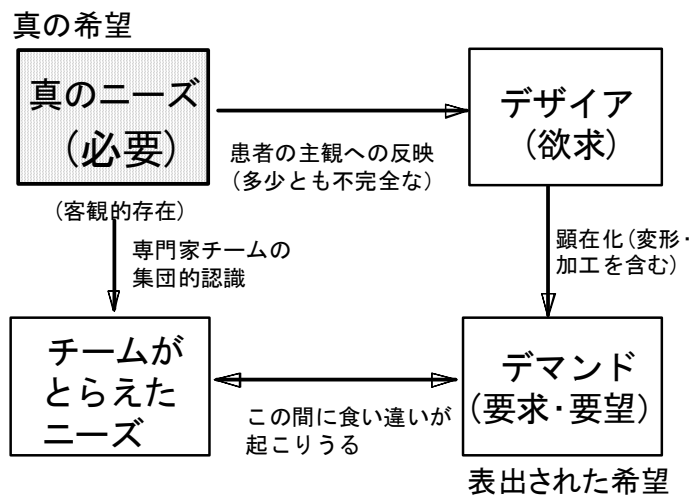 真の希望
真のニーズ
(必要)
(客観的存在)
患者の主観への反映
(多少とも不完全な)
デザイア
(欲求)
専門家チームの
集団的認識
顕在化(変形・
加工を含む)
チームが
とらえた
ニーズ
この間に食い違いが
起こりうる
デマンド
(要求・要望)
表出された希望